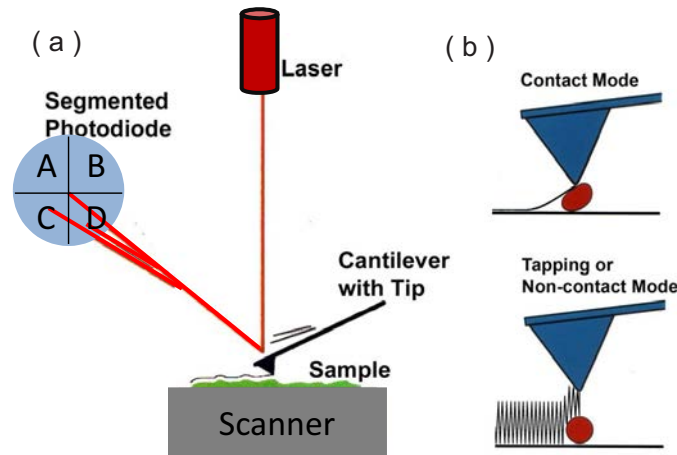 ( a )
Laser
Segmented
Photodiode
A B
C D
Cantilever
with Tip
Sample
Scanner
( b )
Contact Mode
Tapping or
Non-contact Mode